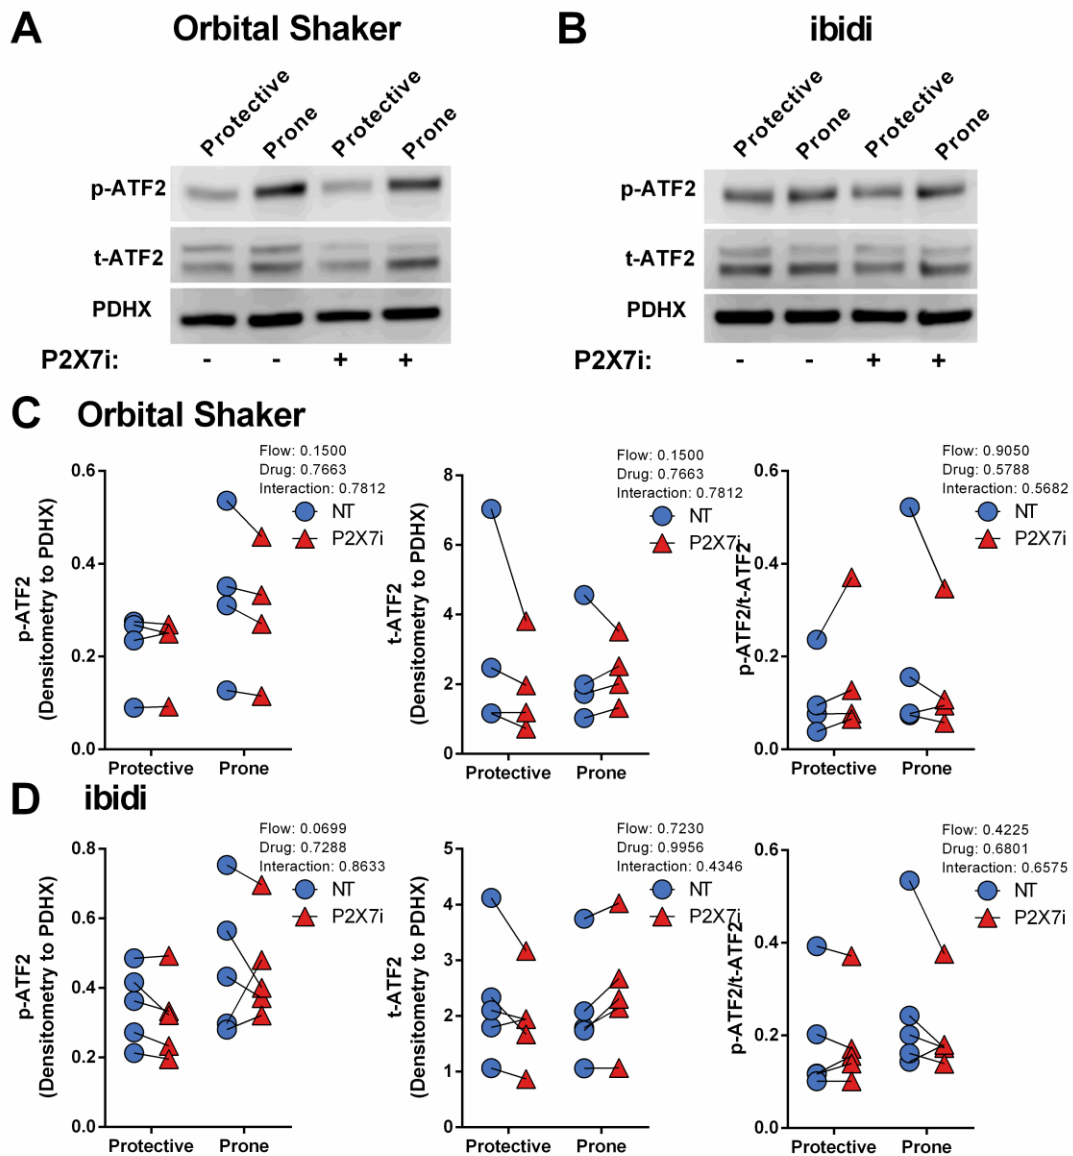 A Orbital Shaker
Protective Prone Protective Prone
p-ATF2
t-ATF2
PDHX
P2X7i: - - + +
B ibidi
Protective Prone Protective Prone
p-ATF2
t-ATF2
PDHX
P2X7i: - - + +
C Orbital Shaker
Flow: 0.1500
Drug: 0.7663
Interaction: 0.7812
NT
P2X7i
p-ATF2
(Densitometry to PDHX)
0.6
0.4
0.2
0.0
Protective Prone
Flow: 0.1500
Drug: 0.7663
Interaction: 0.7812
NT
P2X7i
t-ATF2
(Densitometry to PDHX)
8
6
4
2
0
Protective Prone
Flow: 0.9050
Drug: 0.5788
Interaction: 0.5682
NT
P2X7i
p-ATF2/t-ATF2
0.6
0.4
0.2
0.0
Protective Prone
D ibidi
Flow: 0.0699
Drug: 0.7288
Interaction: 0.8633
NT
P2X7i
p-ATF2
(Densitometry to PDHX)
0.8
0.6
0.4
0.2
0.0
Protective Prone
Flow: 0.7230
Drug: 0.9956
Interaction: 0.4346
NT
P2X7i
t-ATF2
(Densitometry to PDHX)
5
4
3
2
1
0
Protective Prone
Flow: 0.4225
Drug: 0.6801
Interaction: 0.6575
NT
P2X7i
p-ATF2/t-ATF2
0.6
0.4
0.2
0.0
Protective Prone